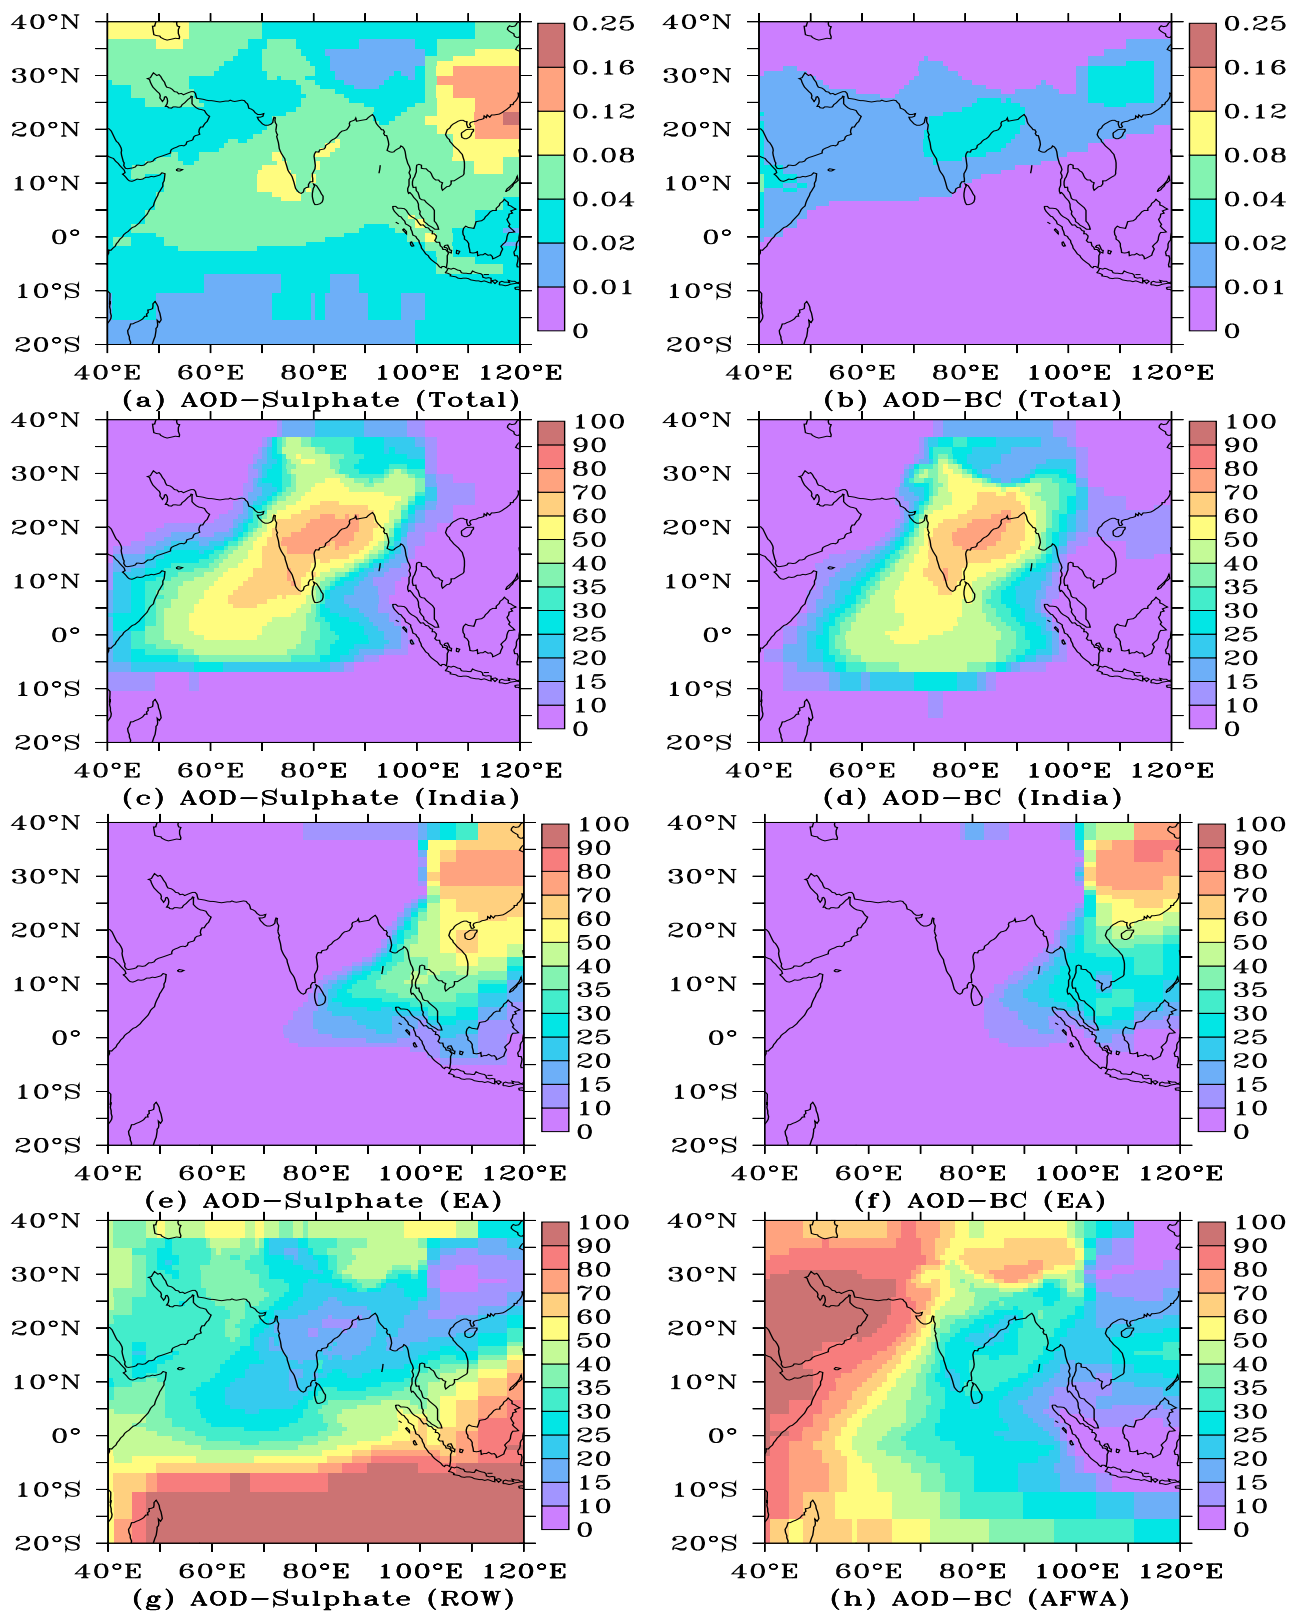 40°N 0.25 40°N 0.25
30°N 0.16 30°N 0.16
0.12 0.12
20°N 0.08 20°N 0.08
10°N 0.04 10°N 0.04
0° 0.02 0° 0.02
10°S 0.01 10°S 0.01
20°S 0 20°S 0
40°E 60°E 80°E 100°E 120°E 40°E 60°E 80°E 100°E 120°E
(a) AOD−Sulphate (Total) (b) AOD−BC (Total)
40°N 100 40°N 100
90 90
30°N 80 30°N 80
70 70
20°N 60 20°N 60
50 50
10°N 40 10°N 40
35 35
0° 30 0° 30
25 25
10°S 20 10°S 20
15 15
10 10
20°S 0 20°S 0
40°E 60°E 80°E 100°E 120°E 40°E 60°E 80°E 100°E 120°E
(c) AOD−Sulphate (India) (d) AOD−BC (India)
40°N 100 40°N 100
90 90
30°N 80 30°N 80
70 70
20°N 60 20°N 60
50 50
10°N 40 10°N 40
35 35
0° 30 0° 30
25 25
10°S 20 10°S 20
15 15
10 10
20°S 0 20°S 0
40°E 60°E 80°E 100°E 120°E 40°E 60°E 80°E 100°E 120°E
(e) AOD−Sulphate (EA) (f) AOD−BC (EA)
40°N 100 40°N 100
90 90
30°N 80 30°N 80
70 70
20°N 60 20°N 60
50 50
10°N 40 10°N 40
35 35
0° 30 0° 30
25 25
10°S 20 10°S 20
15 15
10 10
20°S 0 20°S 0
40°E 60°E 80°E 100°E 120°E 40°E 60°E 80°E 100°E 120°E
(g) AOD−Sulphate (ROW) (h) AOD−BC (AFWA)